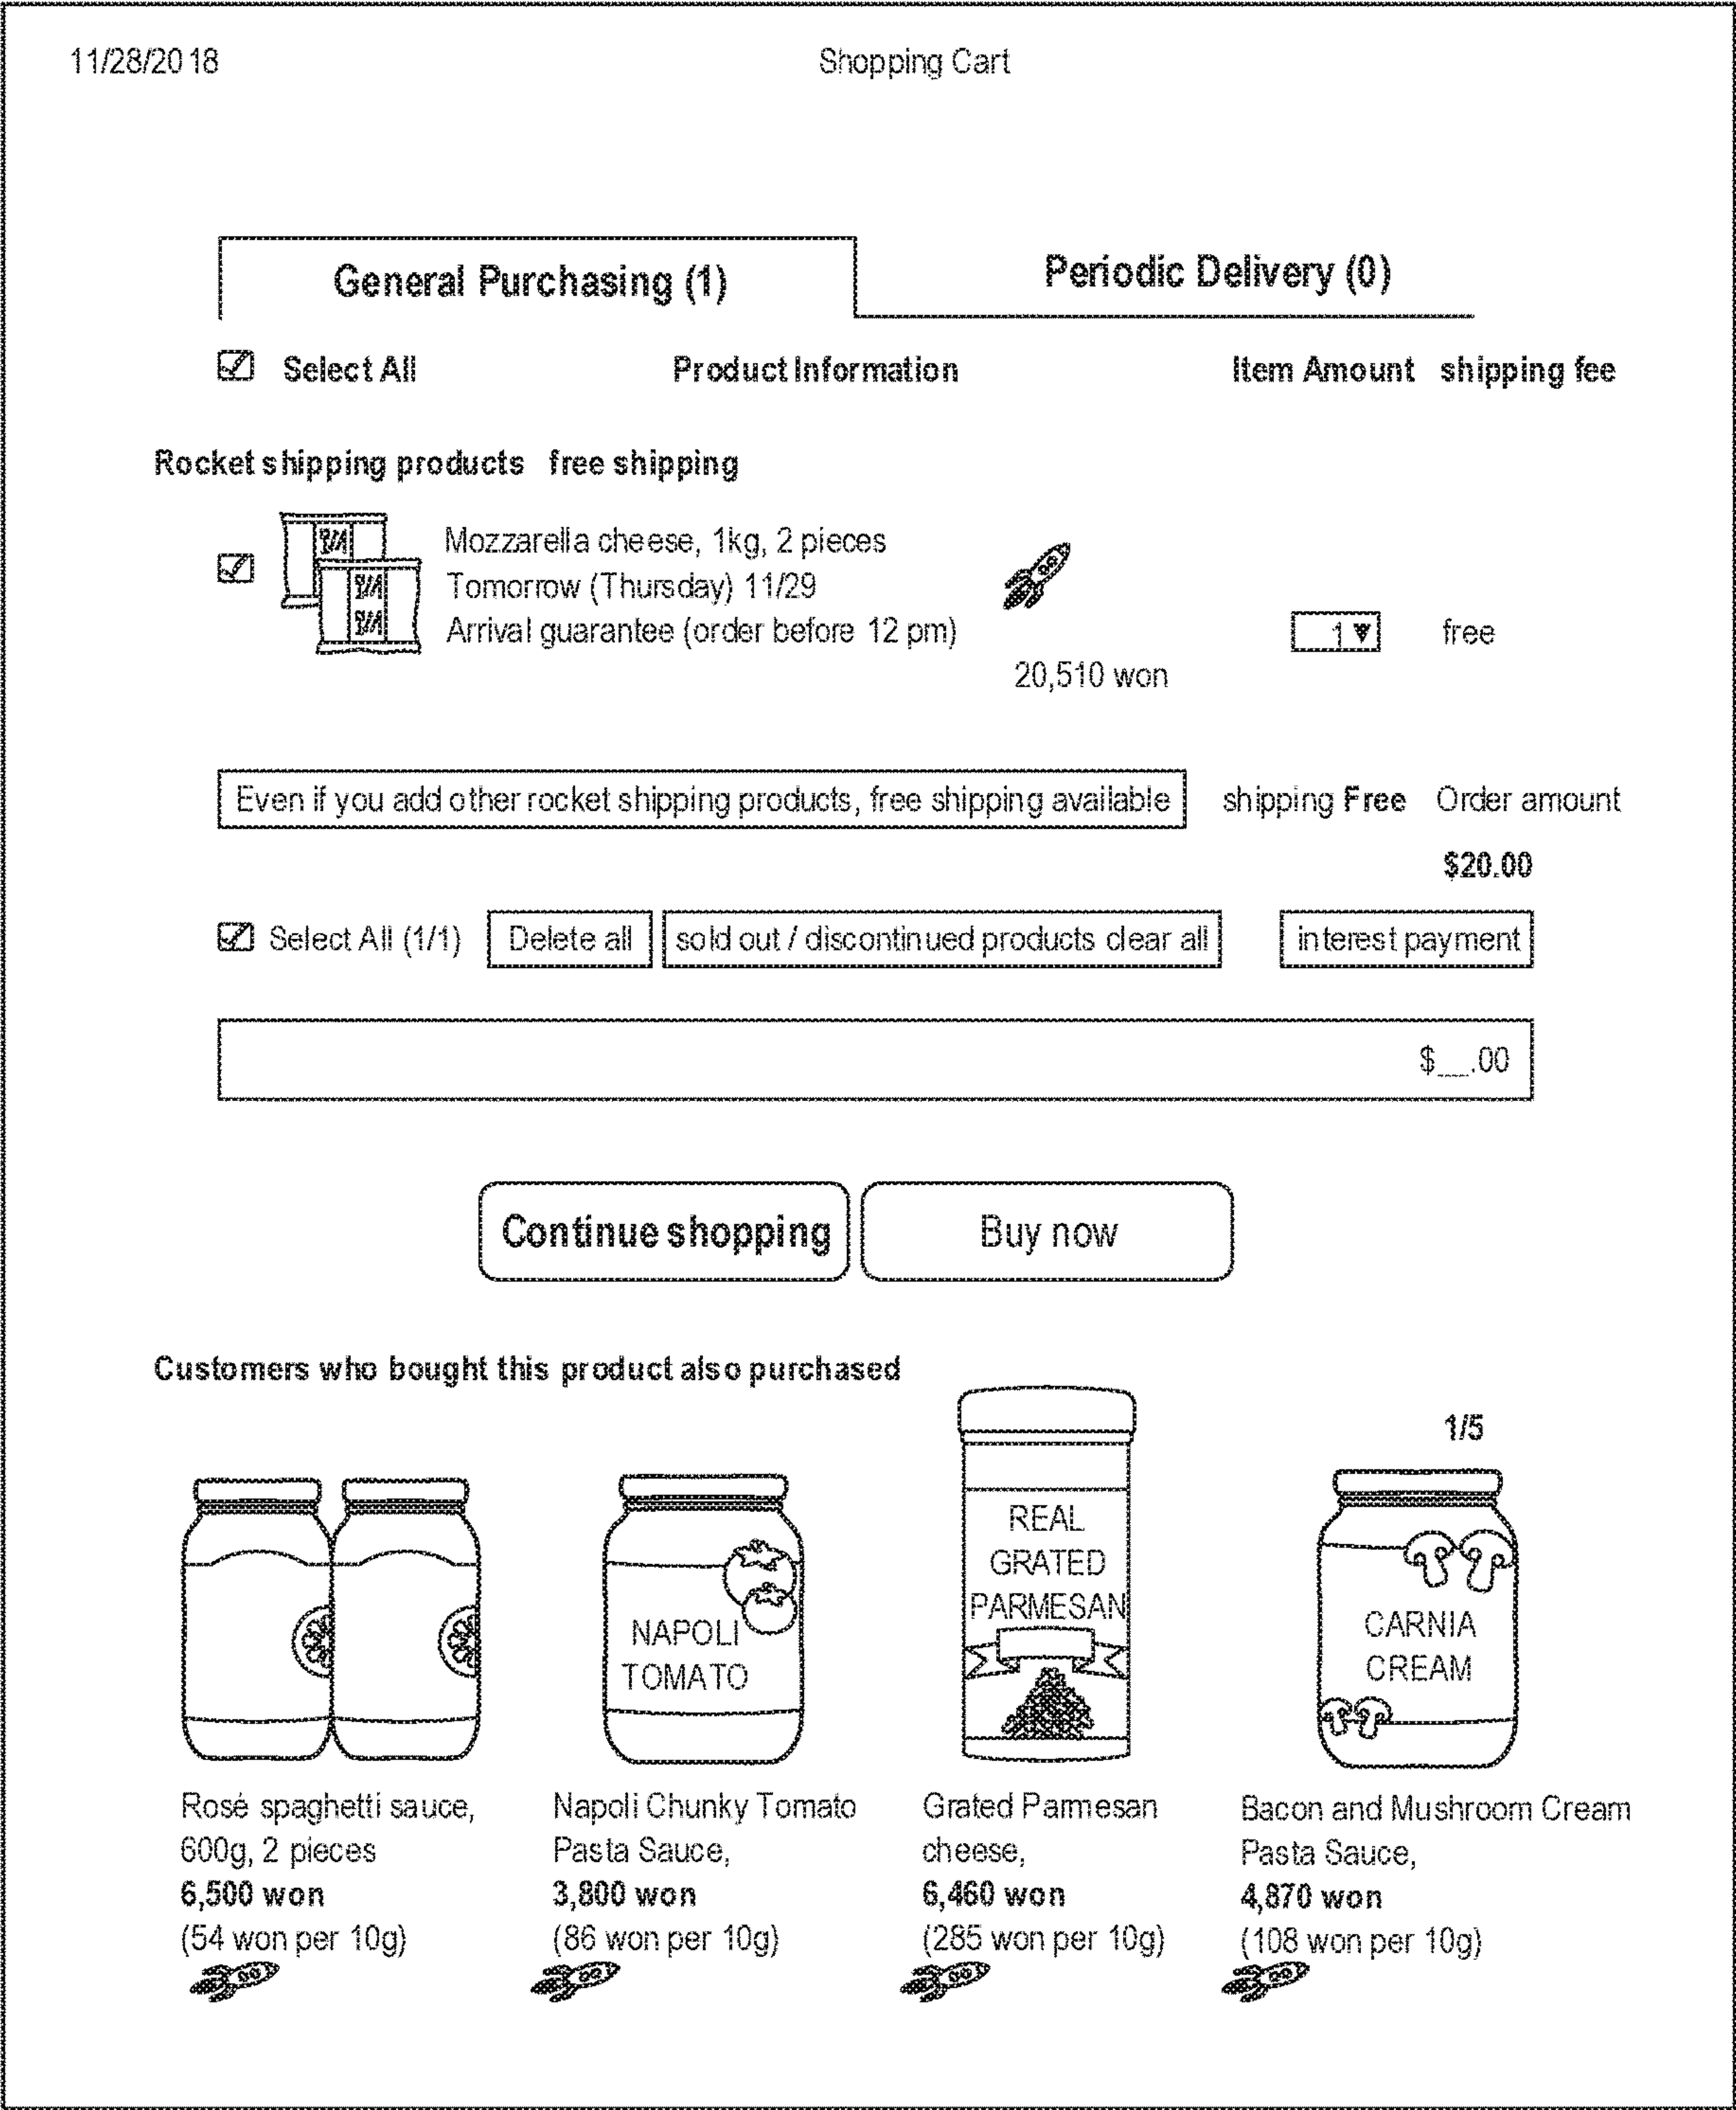 11/28/2018 Shopping Cart
General Purchasing (1) Periodic Delivery (0)
Select All Product Information Item Amount shipping fee
Rocket shipping products free shipping
Mozzarella cheese, 1kg, 2 pieces
Tomorrow (Thursday) 11/29
Arrival guarantee (order before 12 pm)
1▼ free
20,510 won
Even if you add other rocket shipping products, free shipping available shipping Free Order amount
$20.00
Select All (1/1) Delete all sold out / discontinued products clear all interest payment
$__.00
Continue shopping Buy now
Customers who bought this product also purchased
1/5
NAPOLI
TOMATO
REAL
GRATED
PARMESAN
CARNIA
CREAM
Rosé spaghetti sauce,
600g, 2 pieces
6,500 won
(54 won per 10g)
Napoli Chunky Tomato
Pasta Sauce,
3,800 won
(86 won per 10g)
Grated Parmesan
cheese,
6,460 won
(285 won per 10g)
Bacon and Mushroom Cream
Pasta Sauce,
4,870 won
(108 won per 10g)